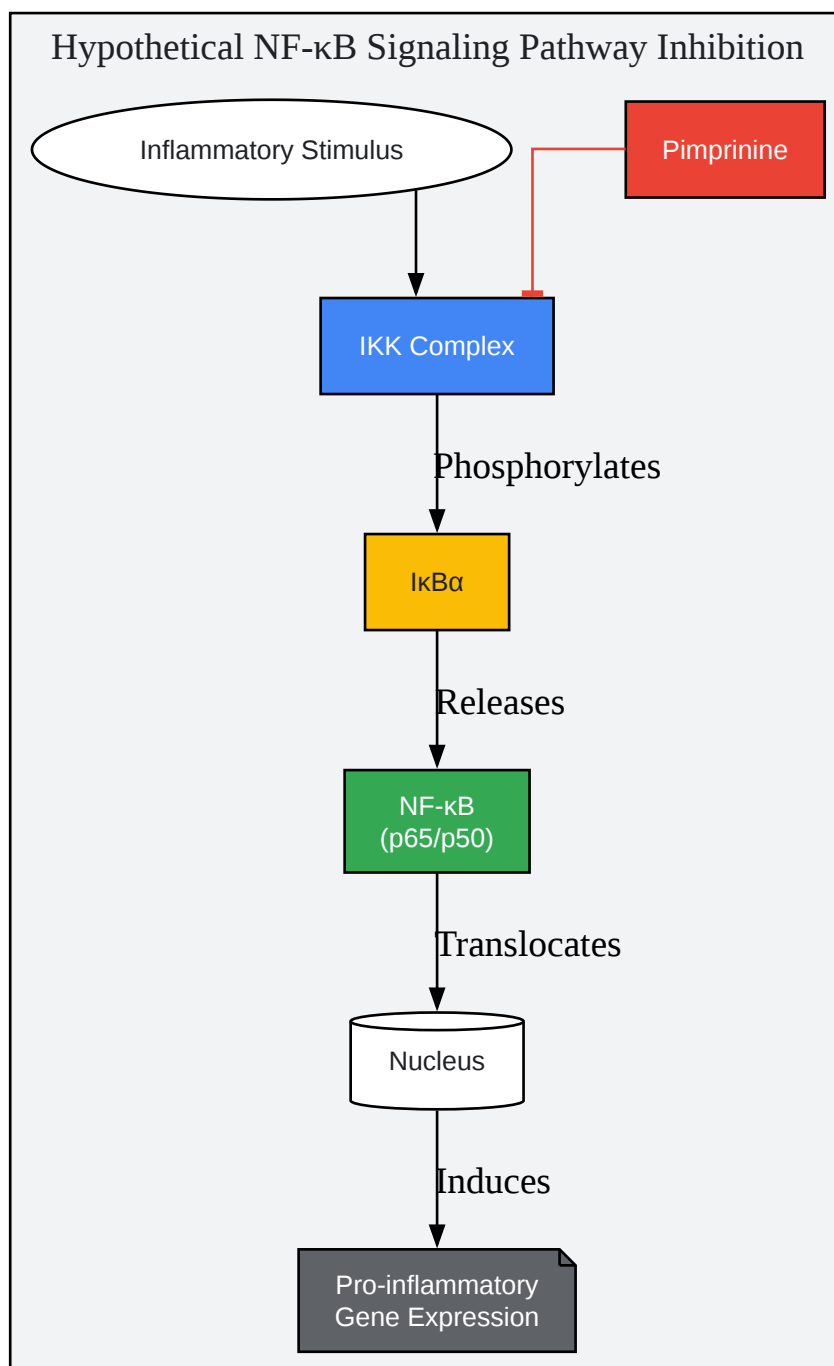 Hypothetical NF-κB Signaling Pathway Inhibition
Inflammatory Stimulus
Pimprinine
IKK Complex
Phosphorylates
IκBα
Releases
NF-κB
(p65/p50)
Translocates
Nucleus
Induces
Pro-inflammatory
Gene Expression